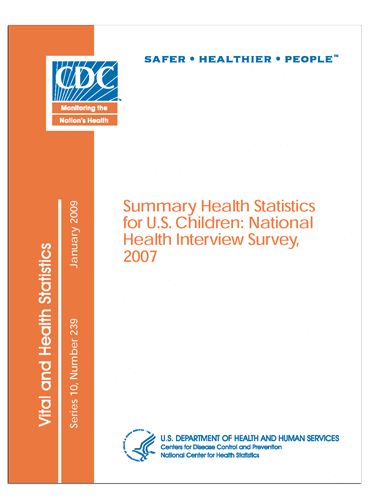 SAFER • HEALTHIER • PEOPLE™
CDC
Monitoring the
Nation's Health
Summary Health Statistics
for U.S. Children: National
Health Interview Survey,
2007
Vital and Health Statistics
Series 10, Number 239
January 2009
U.S. DEPARTMENT OF HEALTH AND HUMAN SERVICES
Centers for Disease Control and Prevention
National Center for Health Statistics